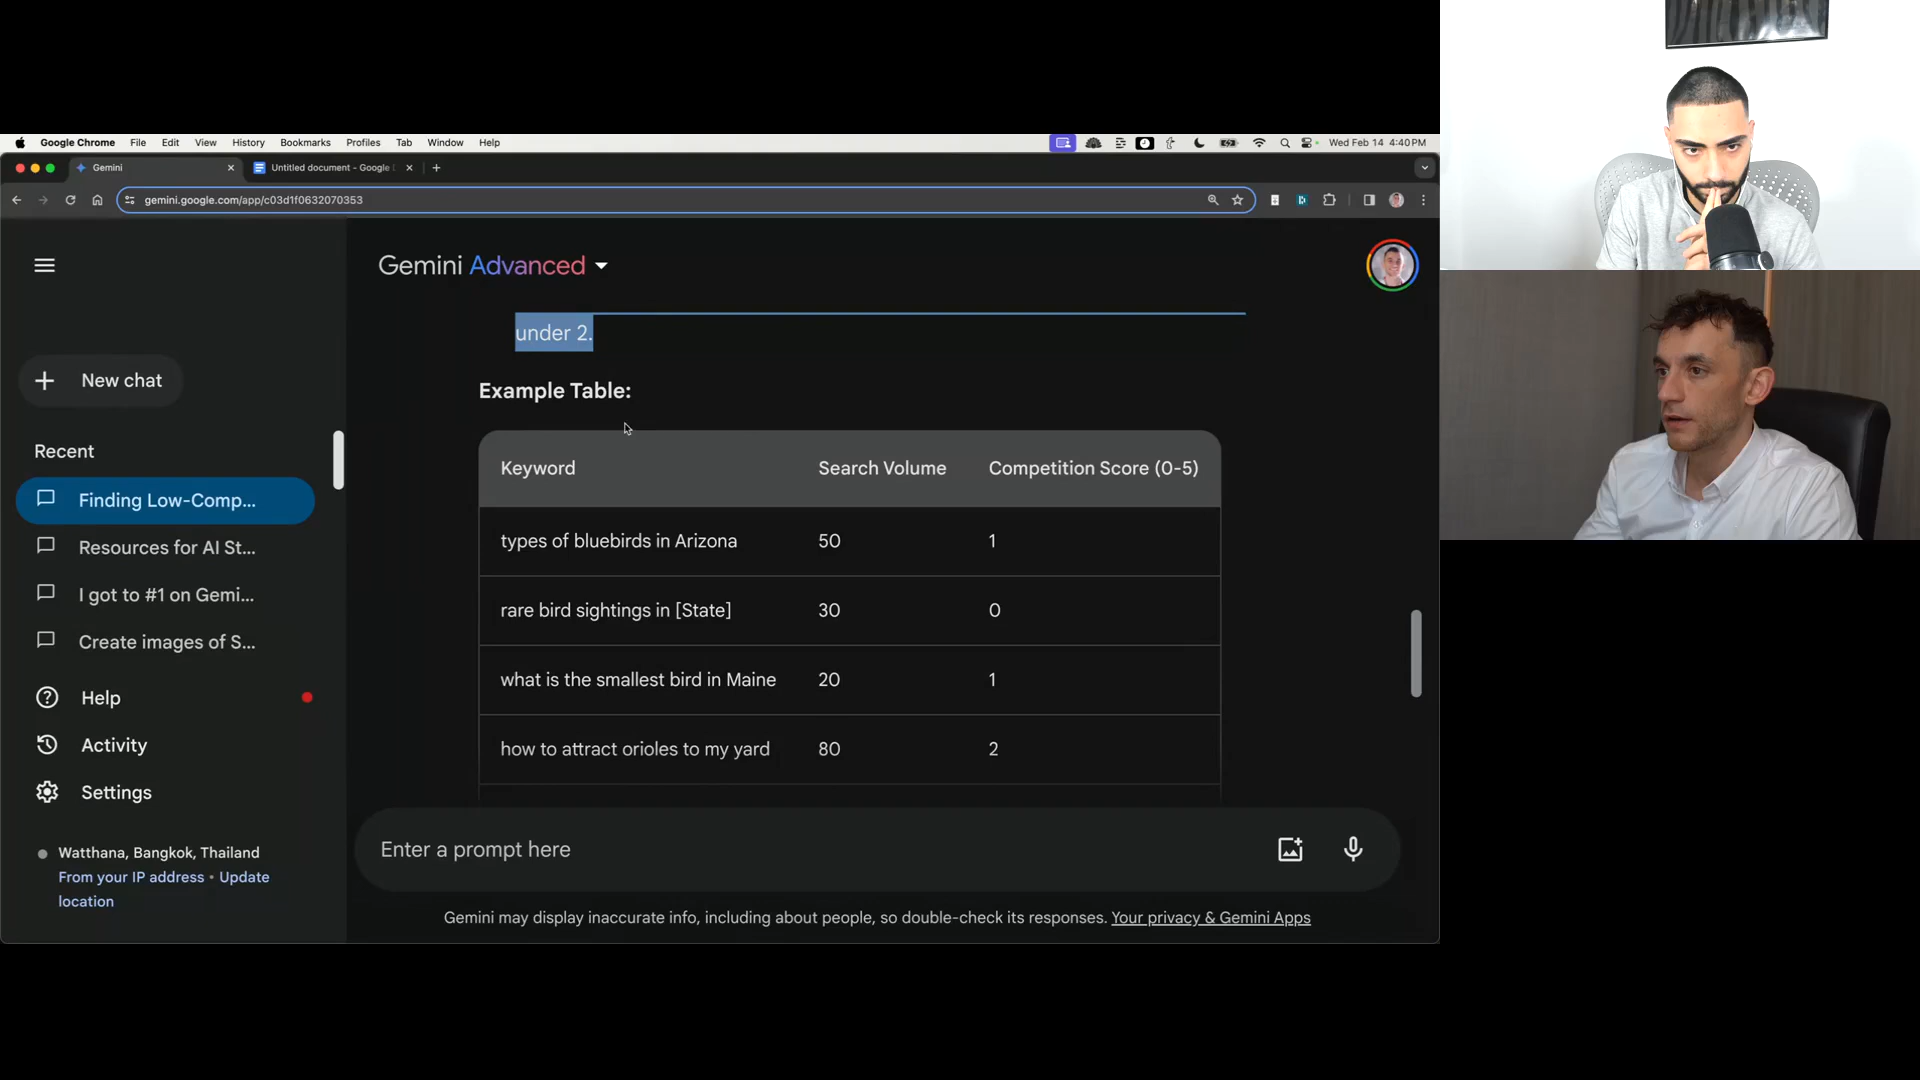 Google Chrome File Edit View History Bookmarks Profiles Tab Window Help Wed Feb 14 4:40PM
Gemini Untitled document - Google
gemini.google.com/app/c03d1f0632070353
Gemini Advanced
under 2.
New chat
Example Table:
Recent
Keyword Search Volume Competition Score (0-5)
Finding Low-Comp...
types of bluebirds in Arizona 50 1
Resources for AI St...
I got to #1 on Gemi...
rare bird sightings in [State] 30 0
Create images of S...
what is the smallest bird in Maine 20 1
Help
Activity
how to attract orioles to my yard 80 2
Settings
Watthana, Bangkok, Thailand
From your IP address • Update
location
Enter a prompt here
Gemini may display inaccurate info, including about people, so double-check its responses. Your privacy & Gemini Apps